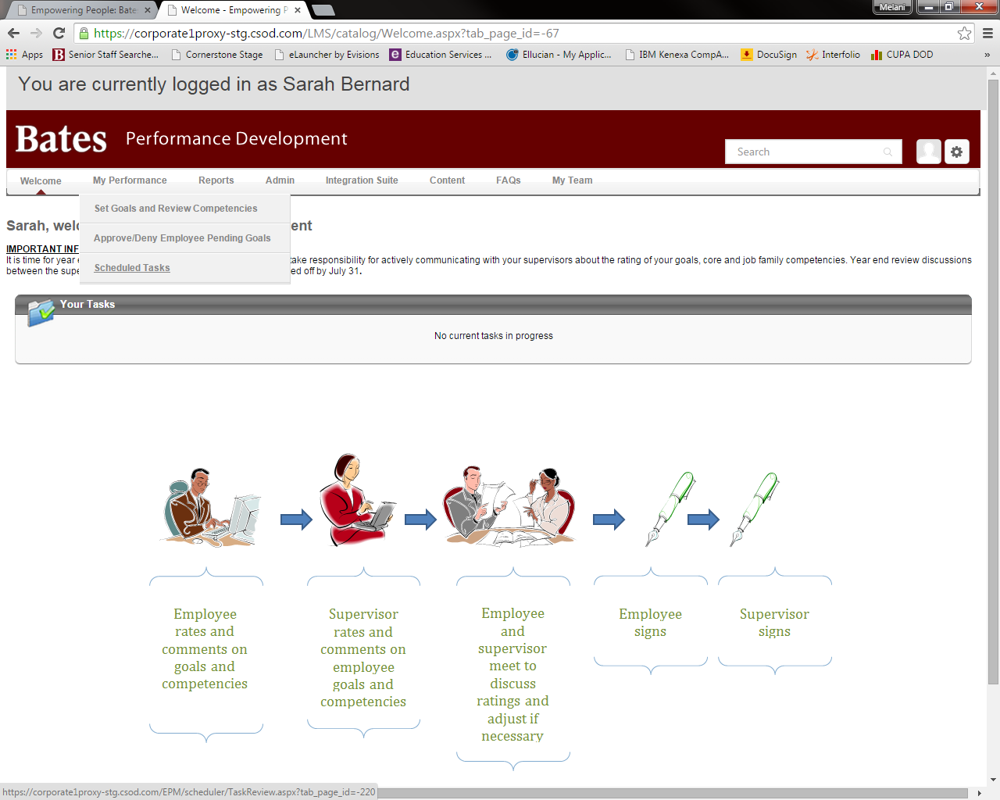 Empowering People: Bate
Welcome - Empowering P
Melani
https://corporate1proxy-stg.csod.com/LMS/catalog/Welcome.aspx?tab_page_id=-67
Apps
Senior Staff Searche...
Cornerstone Stage
eLauncher by Evisions
Education Services ...
Ellucian - My Applic...
IBM Kenexa CompA...
DocuSign
Interfolio
CUPA DOD
»
You are currently logged in as Sarah Bernard
Bates Performance Development
Search
Welcome
My Performance
Reports
Admin
Integration Suite
Content
FAQs
My Team
Set Goals and Review Competencies
Approve/Deny Employee Pending Goals
Scheduled Tasks
Sarah, welc ent
IMPORTANT INF
It is time for year e take responsibility for actively communicating with your supervisors about the rating of your goals, core and job family competencies. Year end review discussions
between the supe ed off by July 31.
Your Tasks
No current tasks in progress
Employee
rates and
comments on
goals and
competencies
Supervisor
rates and
comments on
employee
goals and
competencies
Employee
and
supervisor
meet to
discuss
ratings and
adjust if
necessary
Employee
signs
Supervisor
signs
https://corporate1proxy-stg.csod.com/EPM/scheduler/TaskReview.aspx?tab_page_id=-220